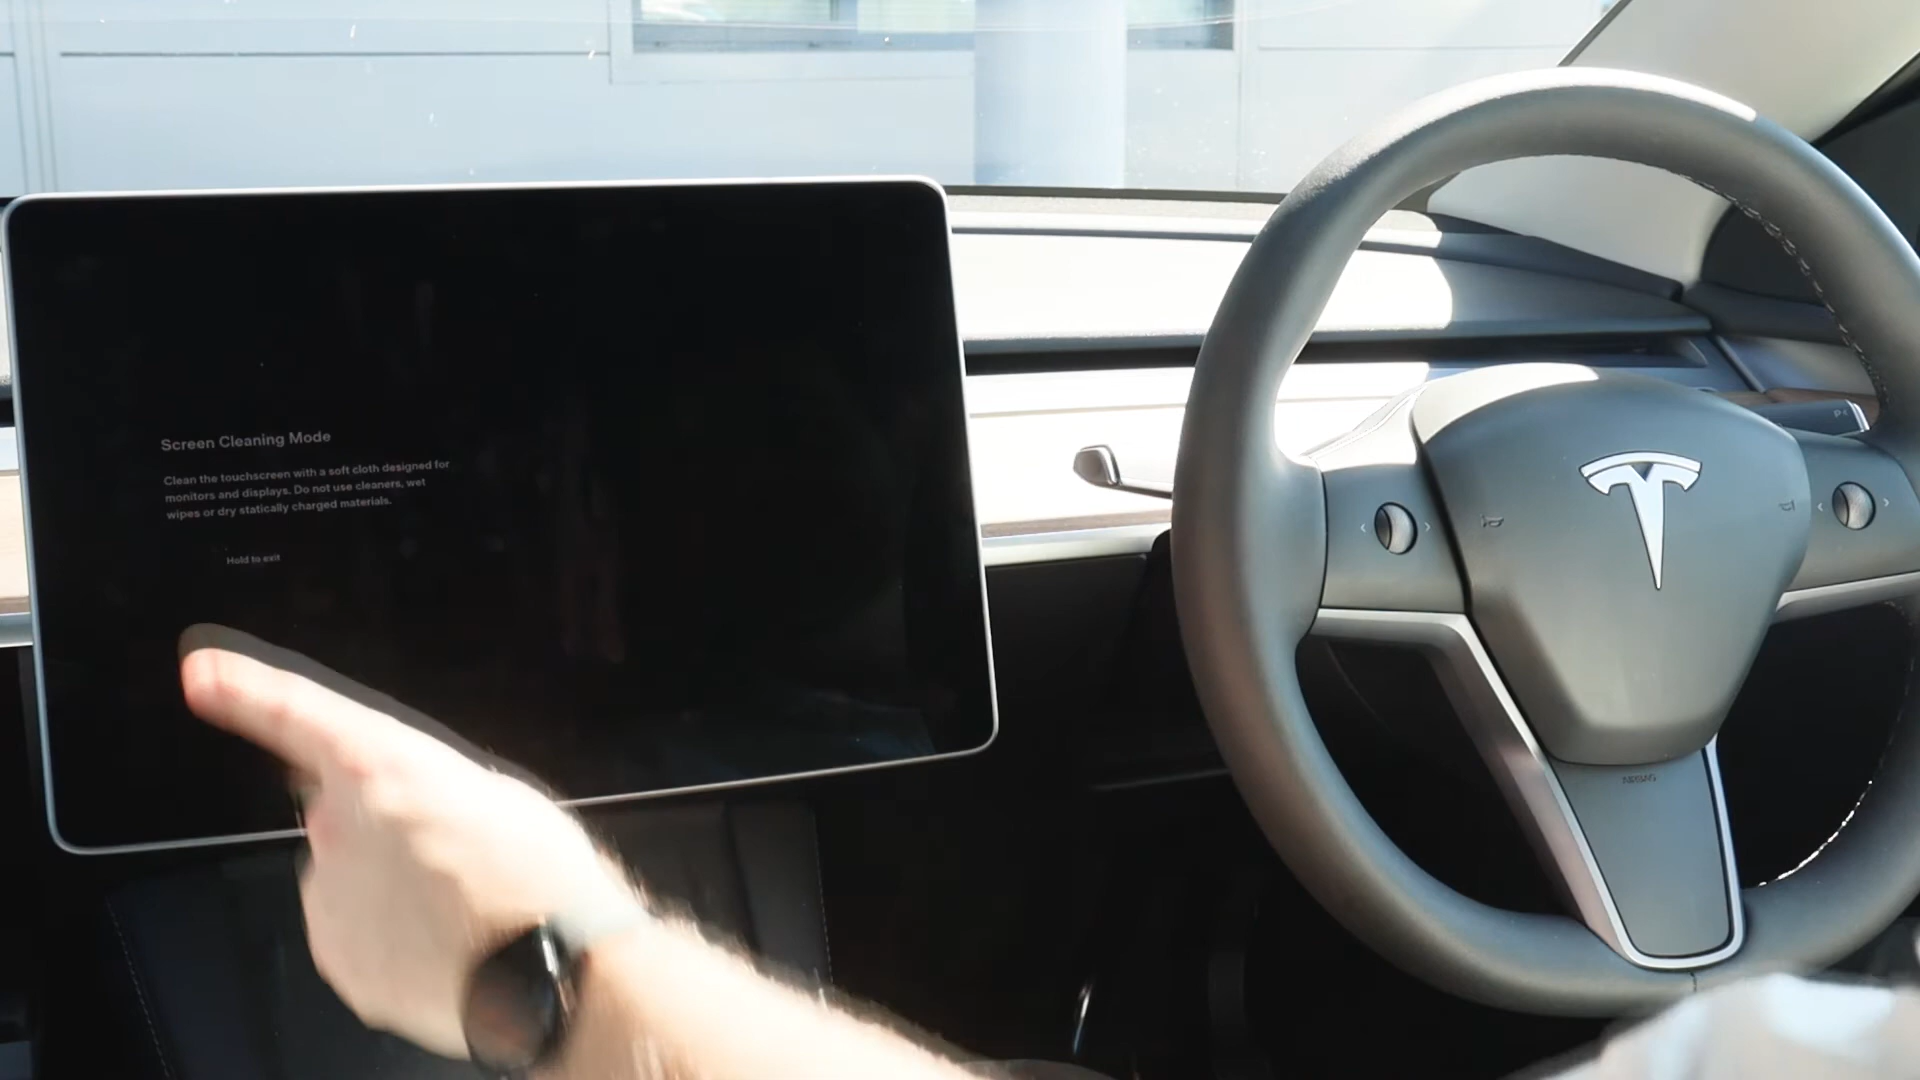 Screen Cleaning Mode
Clean the touchscreen with a soft cloth designed for
monitors and displays. Do not use cleaners, wet
wipes or dry statically charged materials.
Hold to exit
AIRBAG